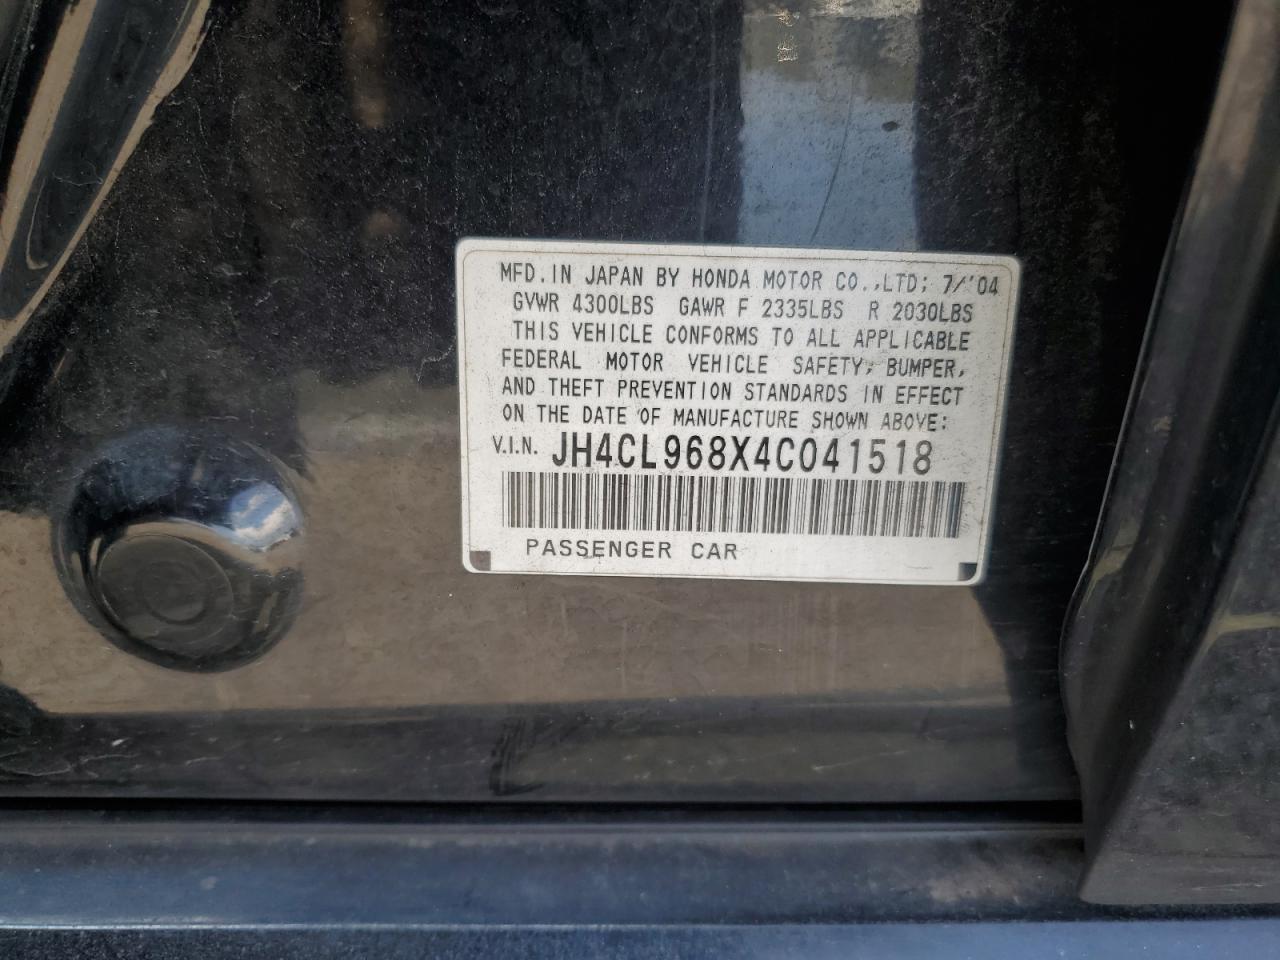 MFD.IN JAPAN BY HONDA MOTOR CO.,LTD; 7/'04
GVWR 4300LBS GAWR F 2335LBS R 2030LBS
THIS VEHICLE CONFORMS TO ALL APPLICABLE
FEDERAL MOTOR VEHICLE SAFETY, BUMPER,
AND THEFT PREVENTION STANDARDS IN EFFECT
ON THE DATE OF MANUFACTURE SHOWN ABOVE:
V.I.N. JH4CL968X4C041518
PASSENGER CAR